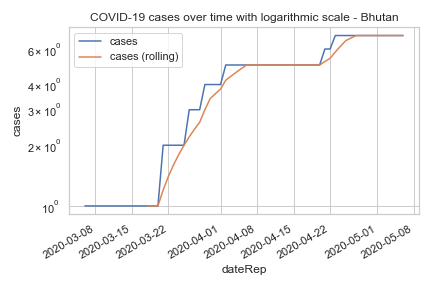 COVID-19 cases over time with logarithmic scale - Bhutan
cases
cases (rolling)
6 × 10⁰
4 × 10⁰
3 × 10⁰
2 × 10⁰
10⁰
cases
2020-03-08
2020-03-15
2020-03-22
2020-04-01
2020-04-08
2020-04-15
2020-04-22
2020-05-01
2020-05-08
dateRep